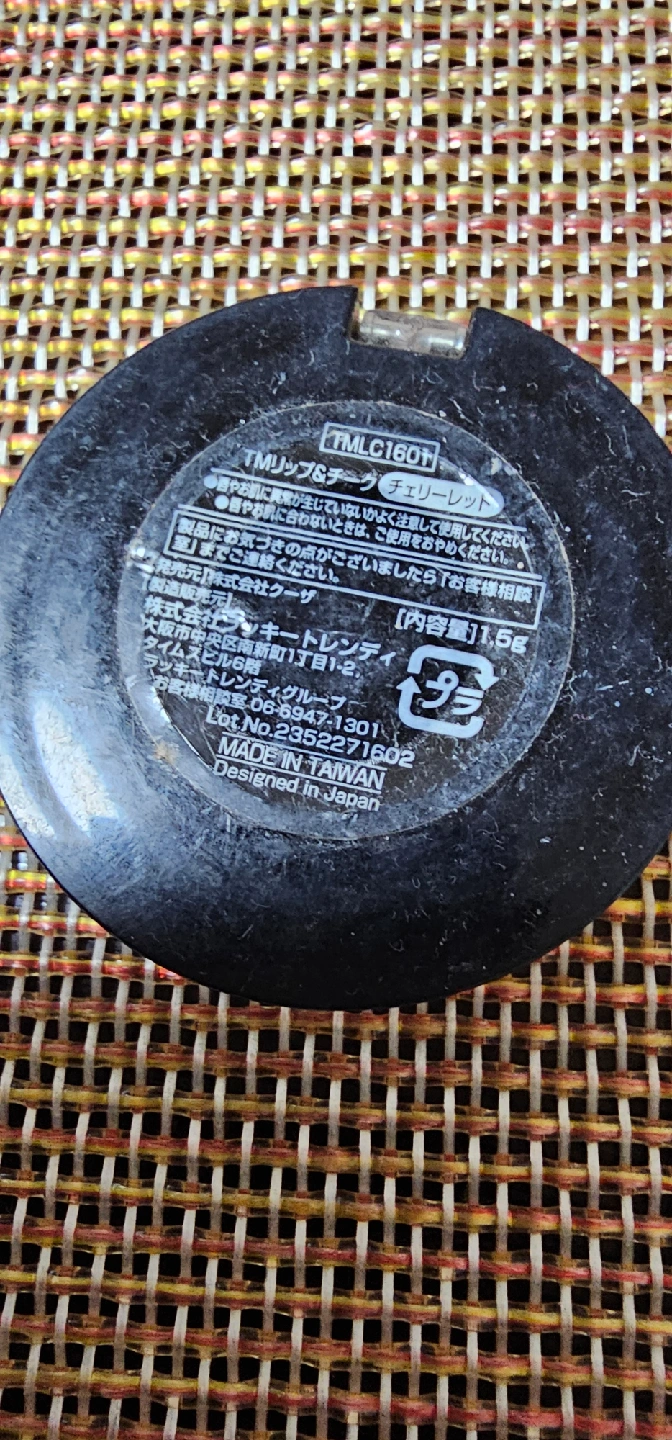 TMLC1601
TMリップ&チーク チェリーレッド
●唇やお肌に異常が生じていないかよく注意して使用してください。
●唇やお肌に合わないときは、ご使用をおやめください。
製品にお気づきの点がございましたら「お客様相談
室」までご連絡ください。
発売元]株式会社クーザ
[製造販売元]
株式会社ラッキートレンディ
[内容量]1.5g
大阪市中央区南新町1丁目1-2
タイムスビル6階
ラッキートレンディグループ
お客様相談室 06-6947-1301
プラ
Lot No.2352271602
MADE IN TAIWAN
Designed in Japan